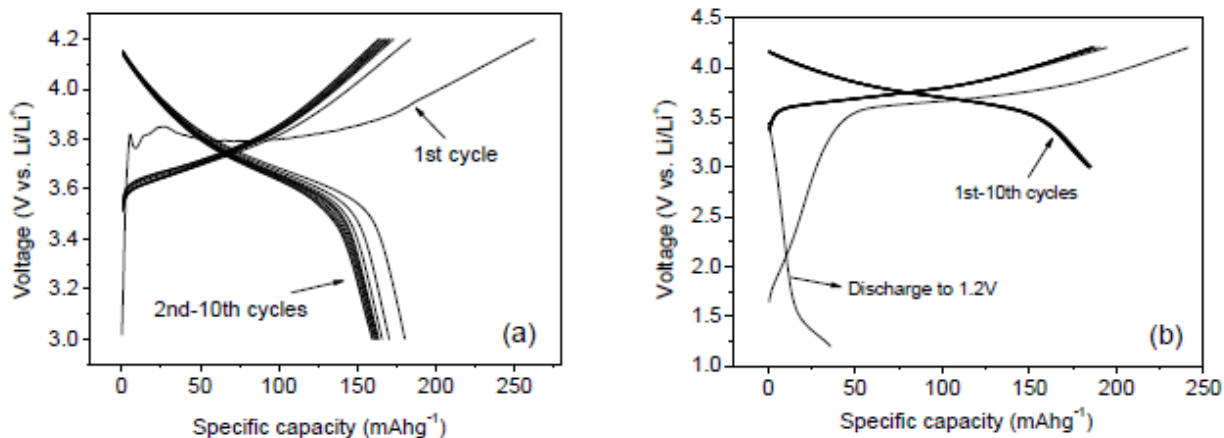 4.2
4.0
3.8
3.6
3.4
3.2
3.0
Voltage (V vs. Li/Li⁺)
1st cycle
2nd-10th cycles
(a)
0 50 100 150 200 250
Specific capacity (mAhg⁻¹)
4.5
4.0
3.5
3.0
2.5
2.0
1.5
1.0
Voltage (V vs. Li/Li⁺)
1st-10th cycles
Discharge to 1.2V
(b)
0 50 100 150 200 250
Specific capacity (mAhg⁻¹)